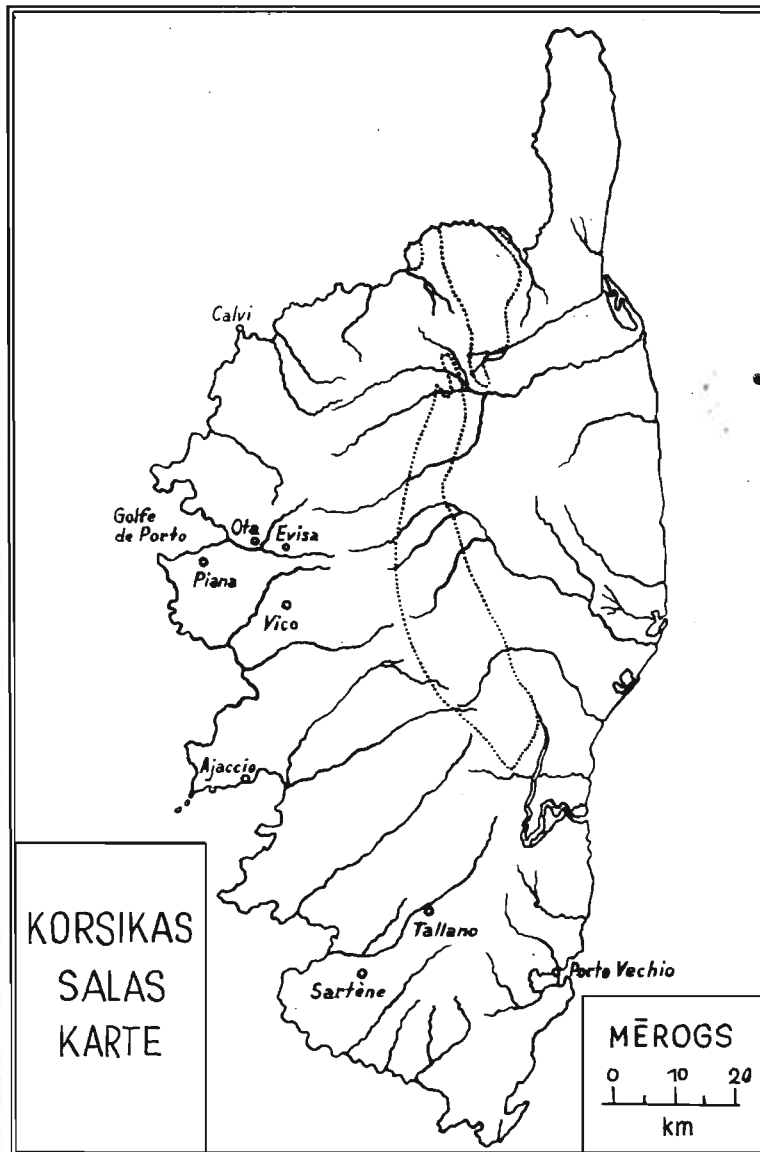 Calvi
Golfe
de Porto
Ota
Evisa
Piana
Vico
Ajaccio
Tallano
Sartène
Porto Vechio
KORSIKAS
SALAS
KARTE
MĒROGS
0 10 20
km